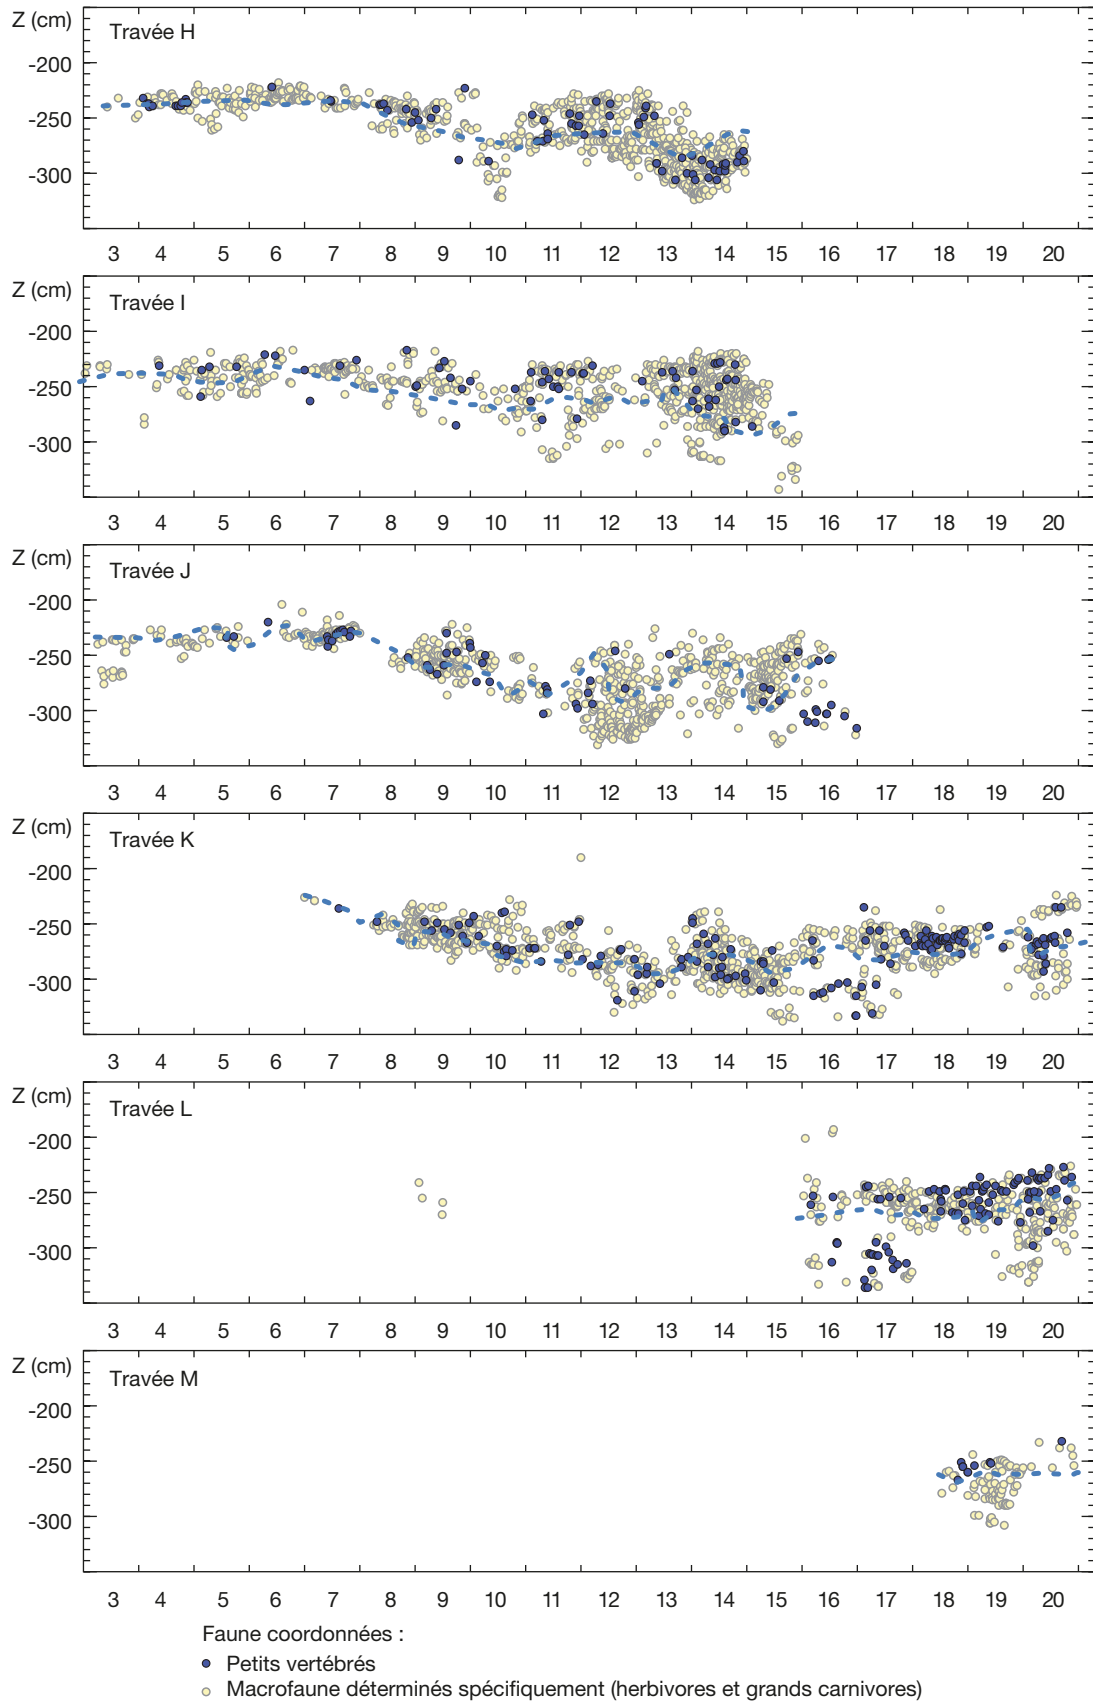 Z (cm)
Travée H
-200
-250
-300
3 4 5 6 7 8 9 10 11 12 13 14 15 16 17 18 19 20
Z (cm)
Travée I
-200
-250
-300
3 4 5 6 7 8 9 10 11 12 13 14 15 16 17 18 19 20
Z (cm)
Travée J
-200
-250
-300
3 4 5 6 7 8 9 10 11 12 13 14 15 16 17 18 19 20
Z (cm)
Travée K
-200
-250
-300
3 4 5 6 7 8 9 10 11 12 13 14 15 16 17 18 19 20
Z (cm)
Travée L
-200
-250
-300
3 4 5 6 7 8 9 10 11 12 13 14 15 16 17 18 19 20
Z (cm)
Travée M
-200
-250
-300
3 4 5 6 7 8 9 10 11 12 13 14 15 16 17 18 19 20
Faune coordonnées :
Petits vertébrés
Macrofaune déterminés spécifiquement (herbivores et grands carnivores)